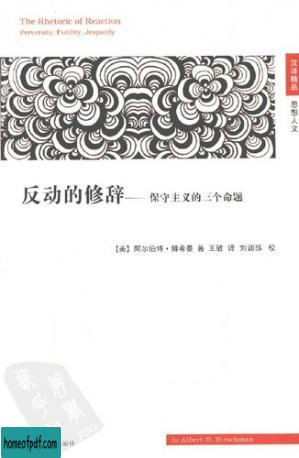 The Rhetoric of Reaction
Perversity, Futility, Jeopardy
汉译精品
思想人文
反动的修辞——保守主义的三个命题
【美】阿尔伯特·赫希曼 著 王敏 译 刘训练 校
版社
homeofpdf.com
by Albert O. Hirschman